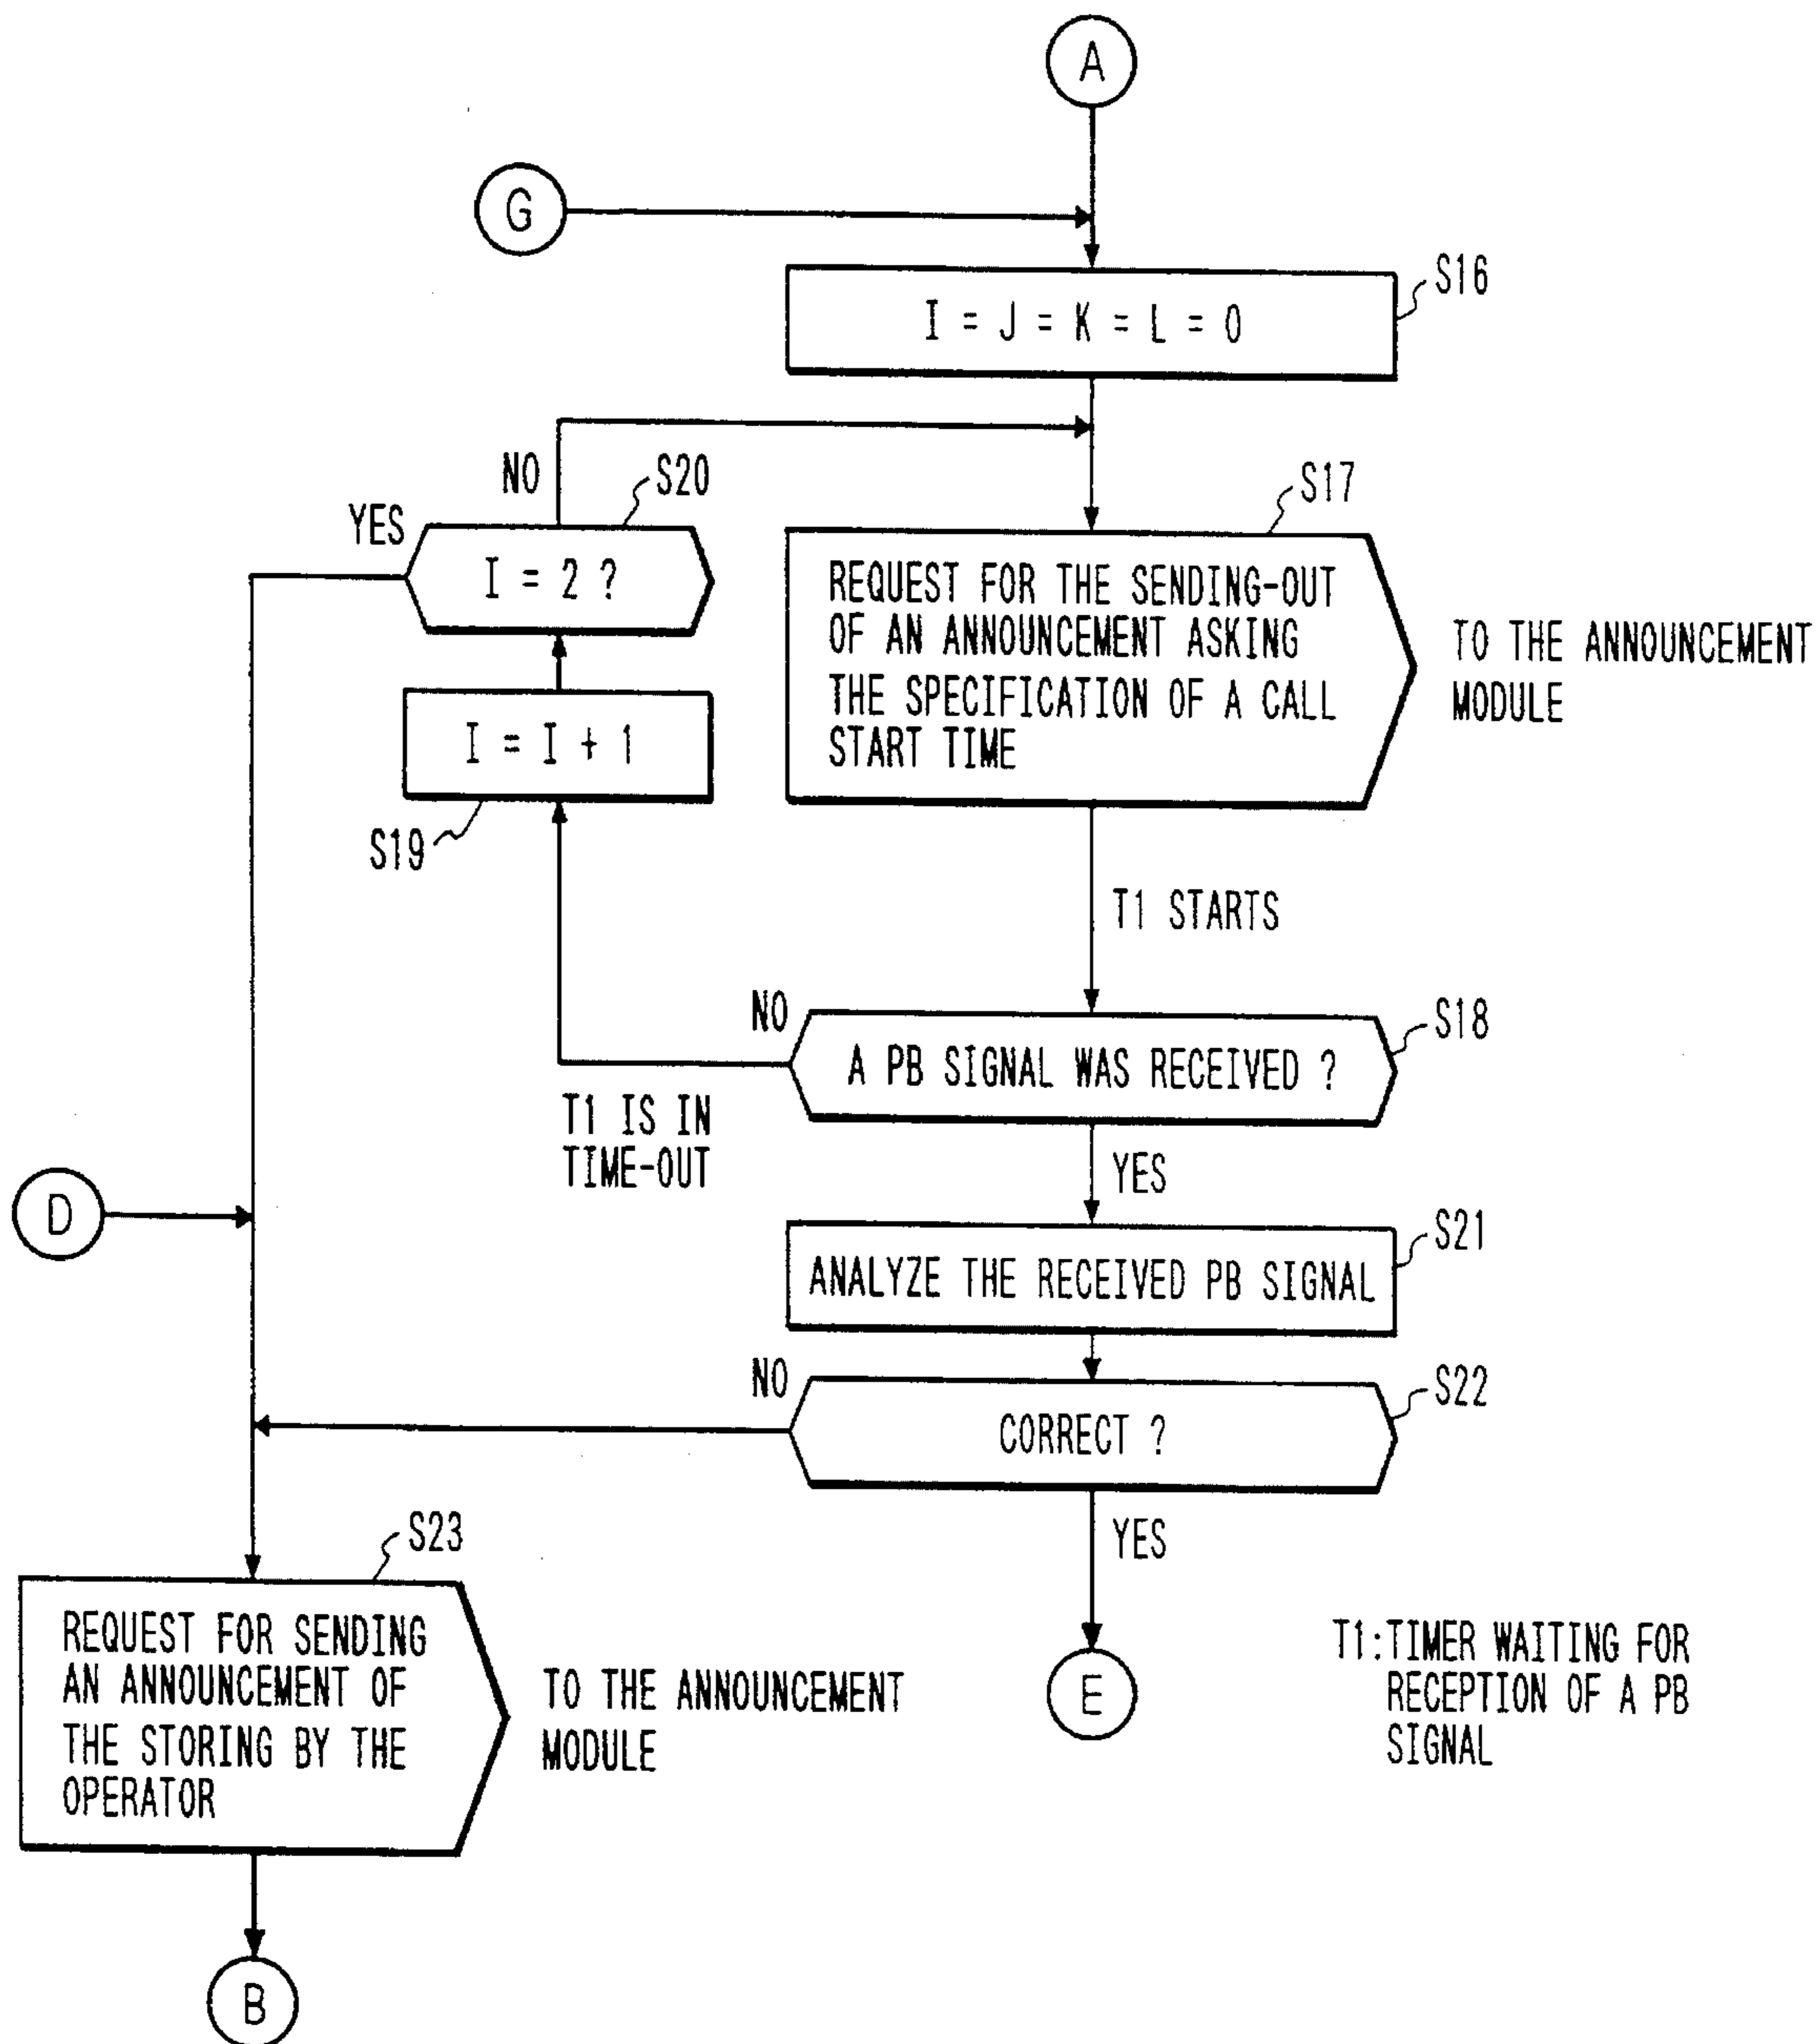 A
G
S16
I = J = K = L = 0
NO
S20
S17
YES
I = 2 ?
REQUEST FOR THE SENDING-OUT
OF AN ANNOUNCEMENT ASKING
THE SPECIFICATION OF A CALL
START TIME
TO THE ANNOUNCEMENT
MODULE
I = I + 1
S19
T1 STARTS
NO
S18
A PB SIGNAL WAS RECEIVED ?
T1 IS IN
TIME-OUT
YES
D
S21
ANALYZE THE RECEIVED PB SIGNAL
NO
S22
CORRECT ?
YES
S23
REQUEST FOR SENDING
AN ANNOUNCEMENT OF
THE STORING BY THE
OPERATOR
TO THE ANNOUNCEMENT
MODULE
E
T1:TIMER WAITING FOR
RECEPTION OF A PB
SIGNAL
B